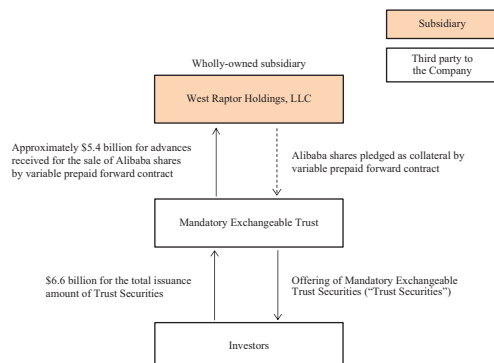 Subsidiary
Third party to
the Company
Wholly-owned subsidiary
West Raptor Holdings, LLC
Approximately $5.4 billion for advances
received for the sale of Alibaba shares
by variable prepaid forward contract
Alibaba shares pledged as collateral by
variable prepaid forward contract
Mandatory Exchangeable Trust
$6.6 billion for the total issuance
amount of Trust Securities
Offering of Mandatory Exchangeable
Trust Securities (“Trust Securities”)
Investors